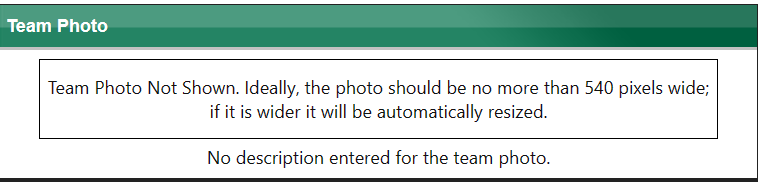 Team Photo
Team Photo Not Shown. Ideally, the photo should be no more than 540 pixels wide;
if it is wider it will be automatically resized.
No description entered for the team photo.